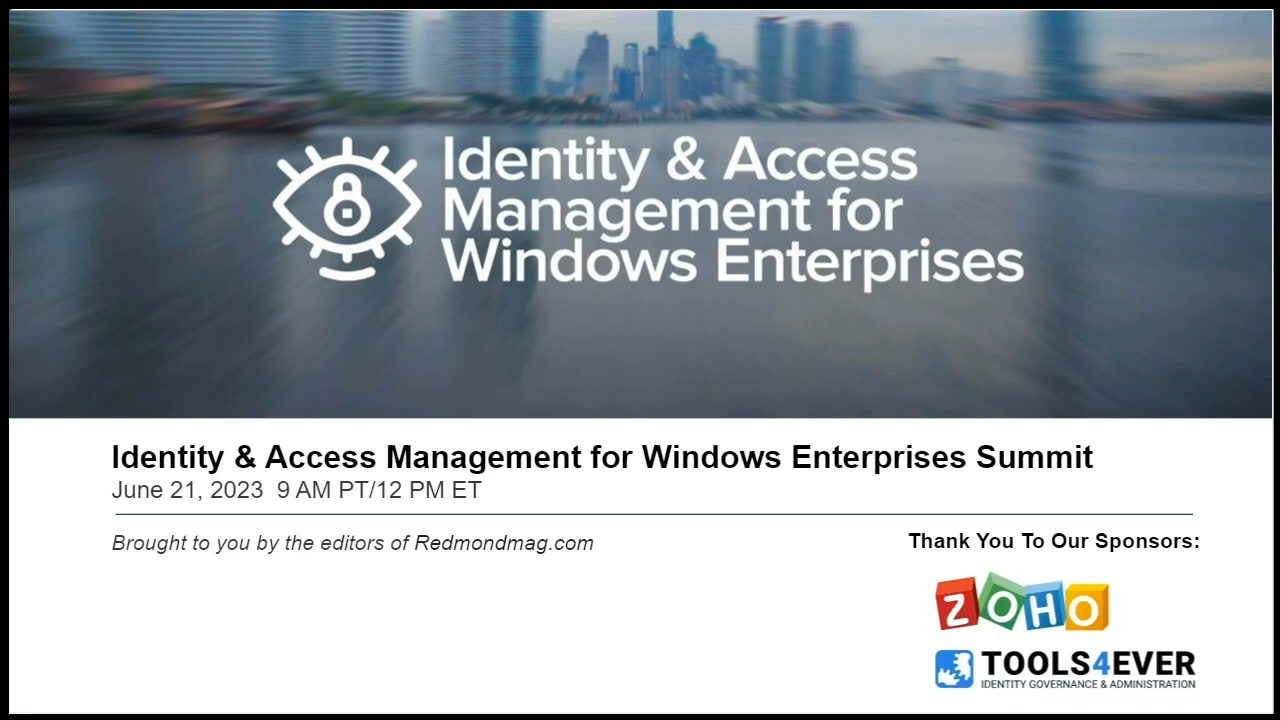 Identity & Access
Management for
Windows Enterprises
Identity & Access Management for Windows Enterprises Summit
June 21, 2023  9 AM PT/12 PM ET
Brought to you by the editors of Redmondmag.com
Thank You To Our Sponsors:
ZOHO
TOOLS4EVER
IDENTITY GOVERNANCE & ADMINISTRATION